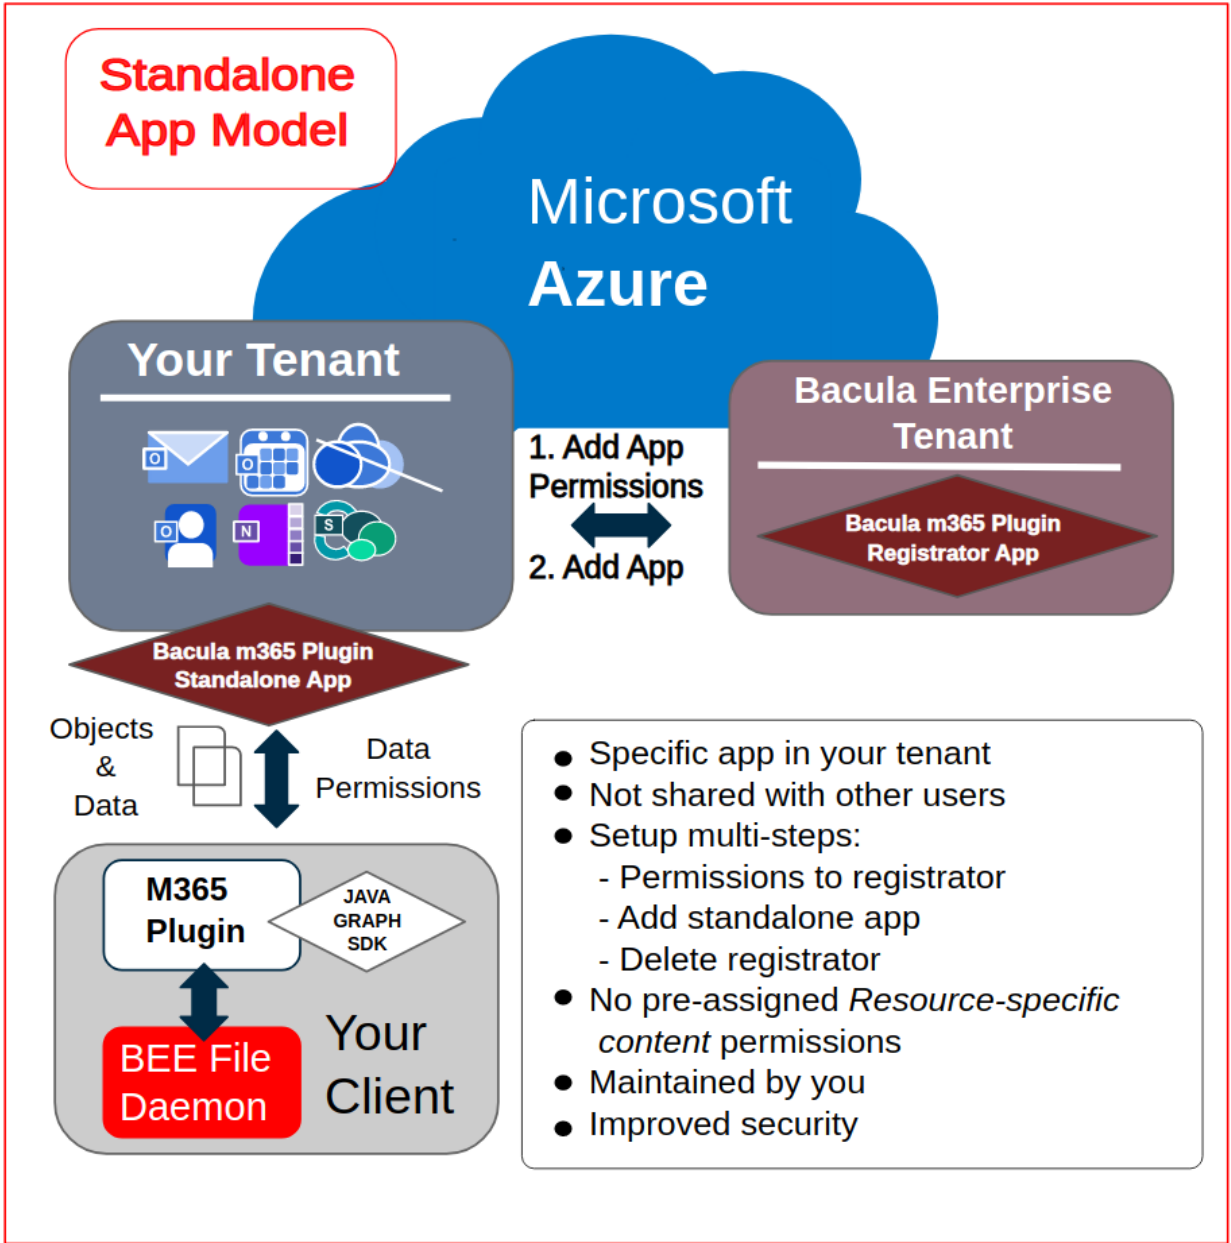 Standalone
App Model
Microsoft
Azure
Your Tenant
O
O
O
N
S
Bacula Enterprise
Tenant
Bacula m365 Plugin
Registrator App
1. Add App
Permissions
2. Add App
Bacula m365 Plugin
Standalone App
Objects
&
Data
Data
Permissions
M365
Plugin
JAVA
GRAPH
SDK
BEE File
Daemon
Your
Client
● Specific app in your tenant
● Not shared with other users
● Setup multi-steps:
- Permissions to registrator
- Add standalone app
- Delete registrator
● No pre-assigned Resource-specific
content permissions
● Maintained by you
● Improved security